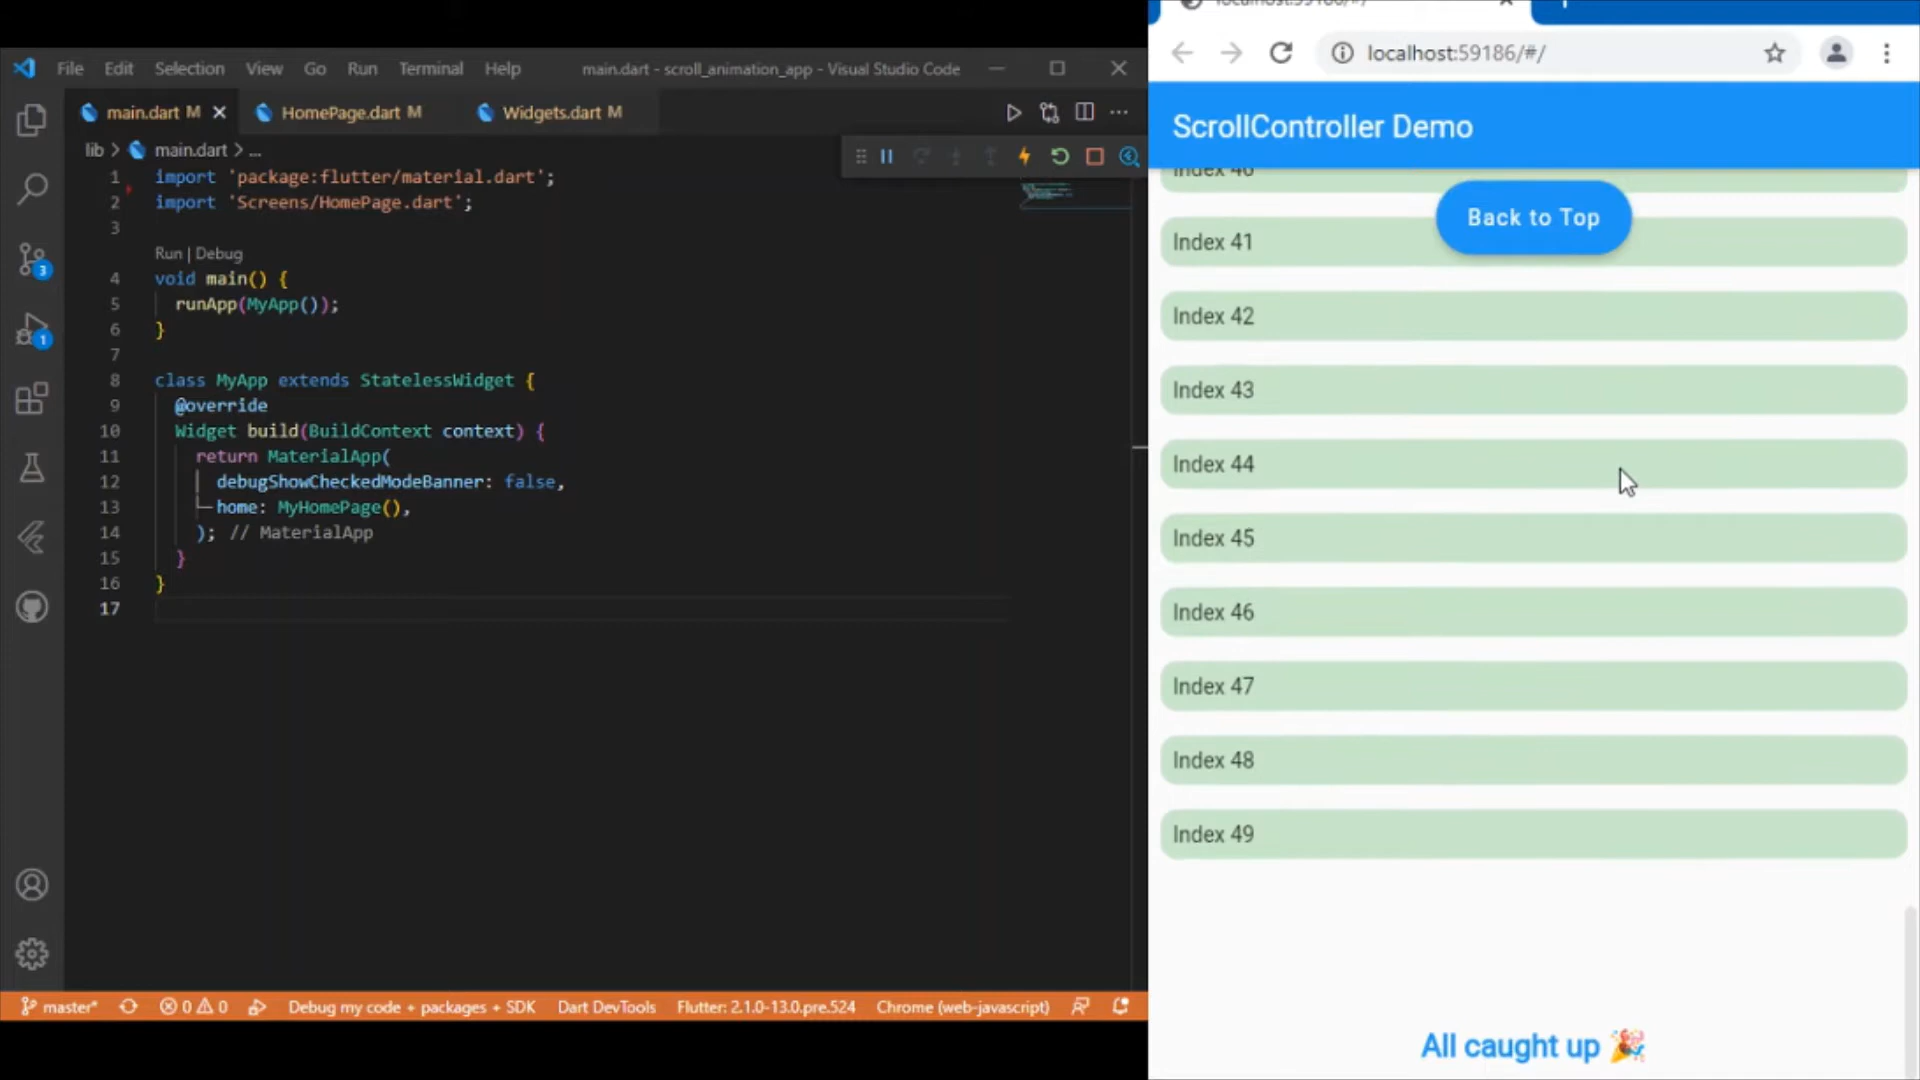 File Edit Selection View Go Run Terminal Help main.dart - scroll_animation_app - Visual Studio Code
main.dart M HomePage.dart M Widgets.dart M
lib > main.dart > ...
1 import 'package:flutter/material.dart';
2 import 'Screens/HomePage.dart';
3
Run | Debug
4 void main() {
5 runApp(MyApp());
6 }
7
8 class MyApp extends StatelessWidget {
9 @override
10 Widget build(BuildContext context) {
11 return MaterialApp(
12 debugShowCheckedModeBanner: false,
13 home: MyHomePage(),
14 ); // MaterialApp
15 }
16 }
17
3
1
master* 0 0 Debug my code + packages + SDK Dart DevTools Flutter: 2.1.0-13.0.pre.524 Chrome (web-javascript)
localhost:59186/#/
localhost:59186/#/
ScrollController Demo
Index 40
Back to Top
Index 41
Index 42
Index 43
Index 44
Index 45
Index 46
Index 47
Index 48
Index 49
All caught up 🎉